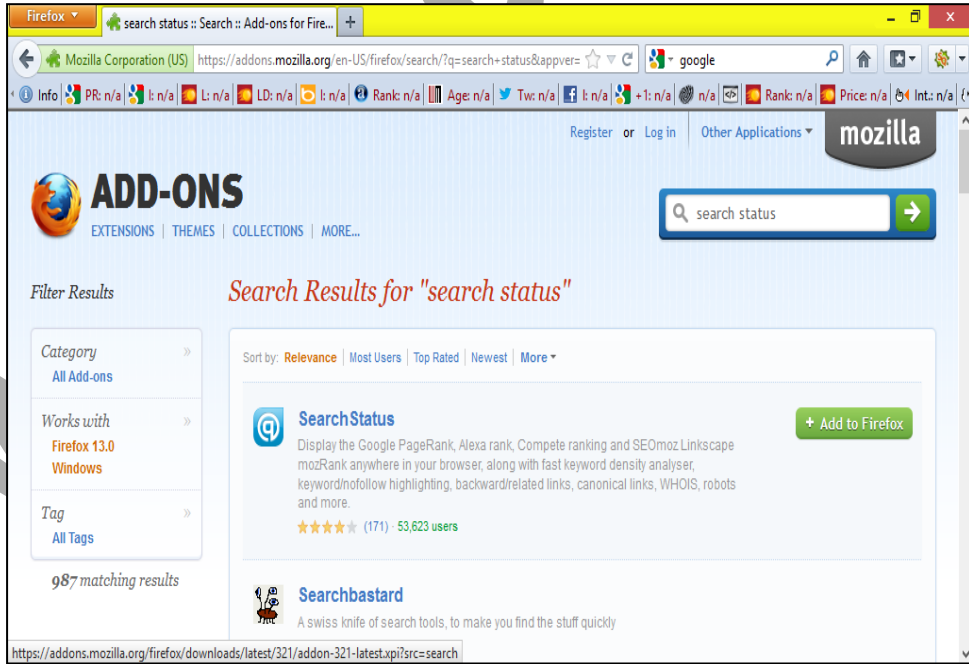 Firefox
search status :: Search :: Add-ons for Fire...
Mozilla Corporation (US) https://addons.mozilla.org/en-US/firefox/search/?q=search+status&appver= google
Info PR: n/a I: n/a L: n/a LD: n/a I: n/a Rank: n/a Age: n/a Tw: n/a I: n/a +1: n/a n/a Rank: n/a Price: n/a Int.: n/a
Register or Log in Other Applications mozilla
ADD-ONS
search status
EXTENSIONS | THEMES | COLLECTIONS | MORE...
Filter Results
Search Results for "search status"
Category »
All Add-ons
Sort by: Relevance Most Users Top Rated Newest More
Works with »
Firefox 13.0
Windows
Tag »
All Tags
987 matching results
SearchStatus
+ Add to Firefox
Display the Google PageRank, Alexa rank, Compete ranking and SEOmoz Linkscape
mozRank anywhere in your browser, along with fast keyword density analyser,
keyword/nofollow highlighting, backward/related links, canonical links, WHOIS, robots
and more.
(171) · 53,623 users
Searchbastard
A swiss knife of search tools, to make you find the stuff quickly
https://addons.mozilla.org/firefox/downloads/latest/321/addon-321-latest.xpi?src=search